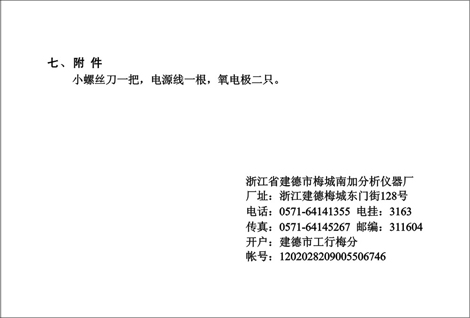 七、附 件
小螺丝刀一把，电源线一根，氧电极二只。
浙江省建德市梅城南加分析仪器厂
厂址：浙江建德梅城东门街128号
电话：0571-64141355 电挂：3163
传真：0571-64145267 邮编：311604
开户：建德市工行梅分
帐号：1202028209005506746